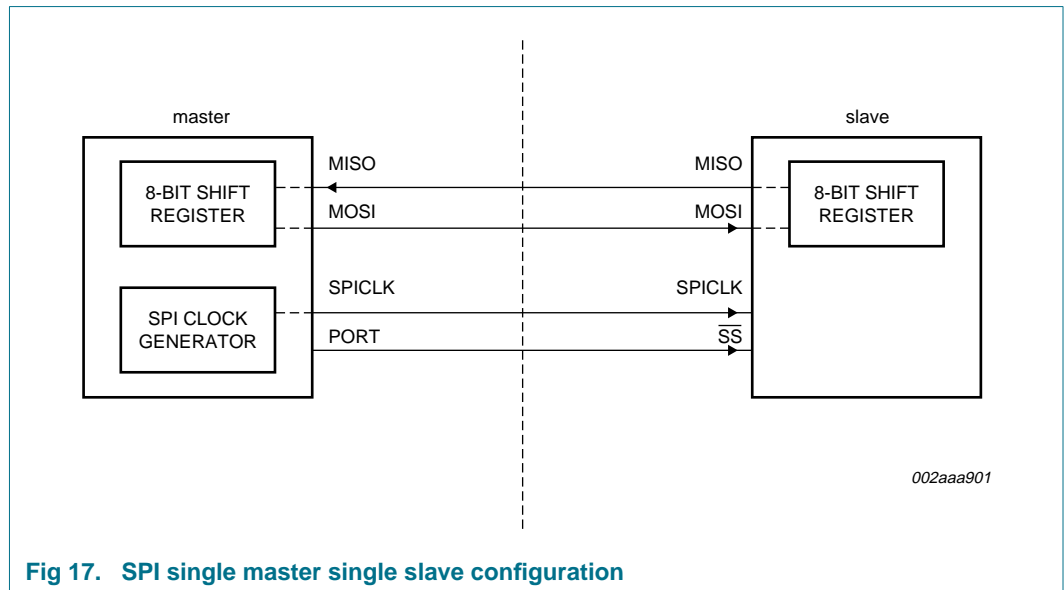 master
slave
8-BIT SHIFT
REGISTER
MISO
MISO
MOSI
MOSI
8-BIT SHIFT
REGISTER
SPI CLOCK
GENERATOR
SPICLK
SPICLK
PORT
S̅S̅
002aaa901
Fig 17. SPI single master single slave configuration